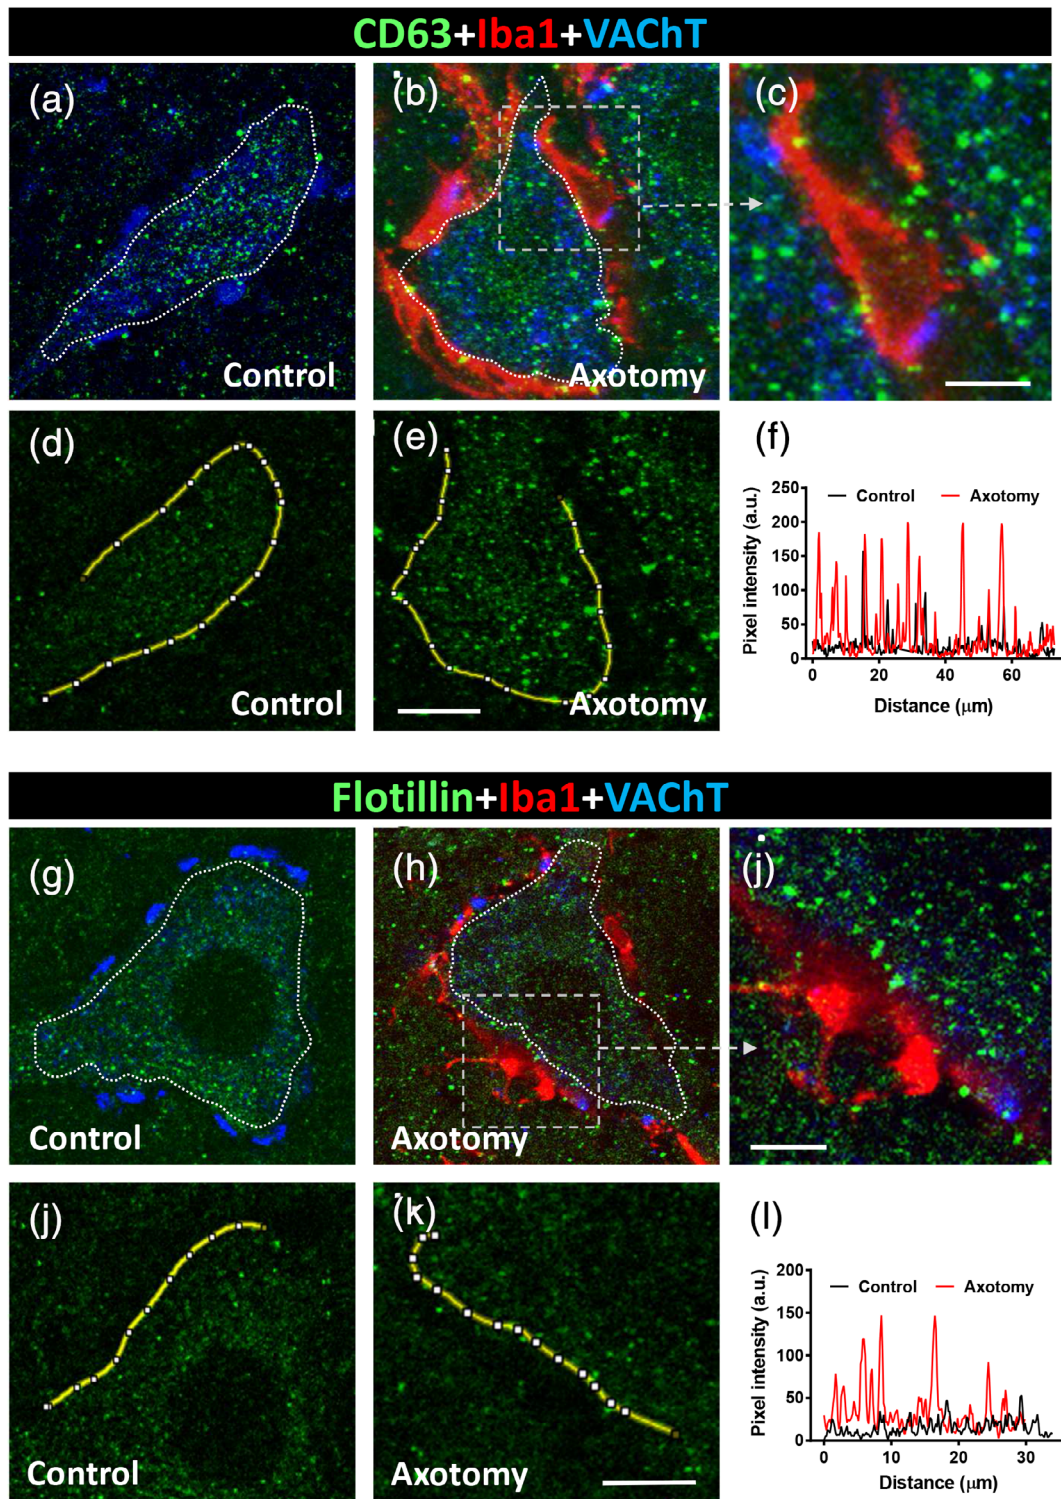 CD63+Iba1+VAChT
(a)
Control
(b)
Axotomy
(c)
(d)
Control
(e)
Axotomy
(f)
Control
Axotomy
Pixel intensity (a.u.)
250
200
150
100
50
0
0 20 40 60
Distance (μm)
Flotillin+Iba1+VAChT
(g)
Control
(h)
Axotomy
(j)
(j)
Control
(k)
Axotomy
(l)
Control
Axotomy
Pixel intensity (a.u.)
200
150
100
50
0
0 10 20 30
Distance (μm)